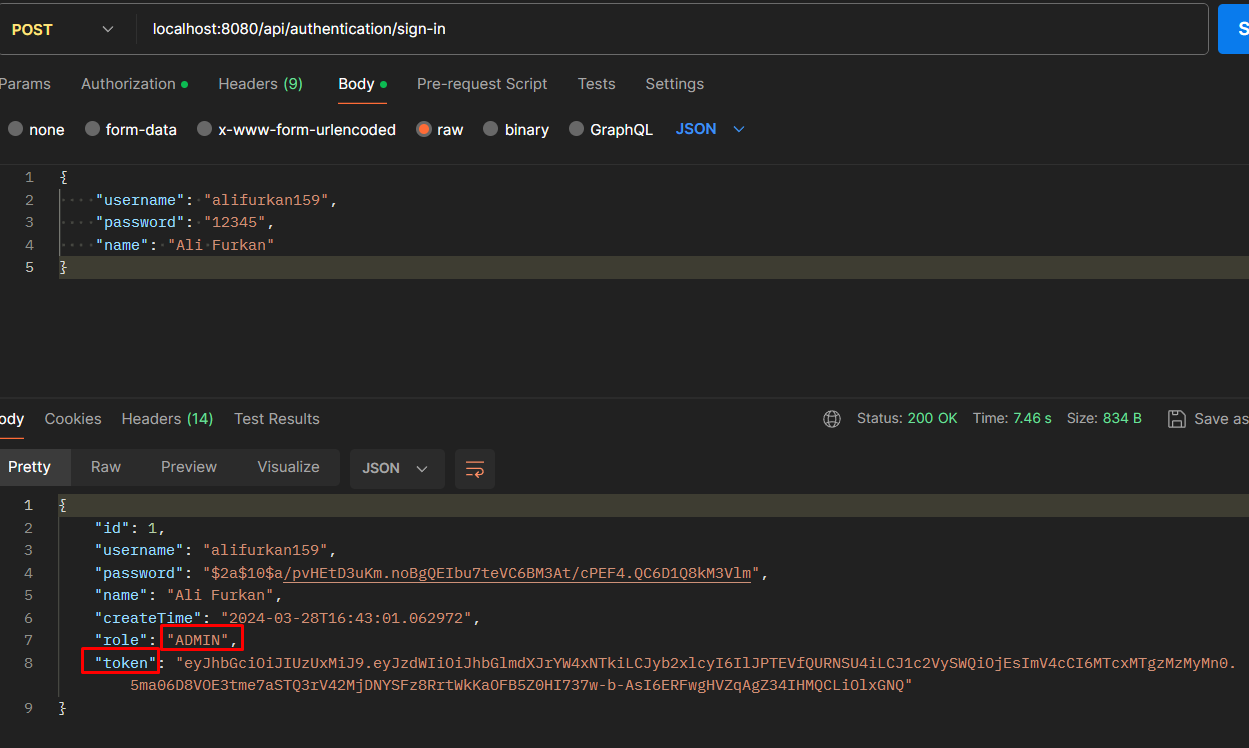 POST localhost:8080/api/authentication/sign-in S
Params Authorization Headers (9) Body Pre-request Script Tests Settings
none form-data x-www-form-urlencoded raw binary GraphQL JSON
1 {
2 "username": "alifurkan159",
3 "password": "12345",
4 "name": "Ali Furkan"
5 }
ody Cookies Headers (14) Test Results Status: 200 OK Time: 7.46 s Size: 834 B Save as
Pretty Raw Preview Visualize JSON
1 {
2 "id": 1,
3 "username": "alifurkan159",
4 "password": "$2a$10$a/pvHEtD3uKm.noBgQEIbu7teVC6BM3At/cPEF4.QC6D1Q8kM3Vlm",
5 "name": "Ali Furkan",
6 "createTime": "2024-03-28T16:43:01.062972",
7 "role": "ADMIN",
8 "token": "eyJhbGciOiJIUzUxMiJ9.eyJzdWIiOiJhbGlmdXJrYW4xNTkiLCJyb2xlcyI6IlJPTEVfQURNSU4iLCJ1c2VySWQiOjEsImV4cCI6MTcxMTgzMzMyMn0.
5ma06D8VOE3tme7aSTQ3rV42MjDNYSFz8RrtWkKaOFB5Z0HI737w-b-AsI6ERFwgHVZqAgZ34IHMQCLiOlxGNQ"
9 }